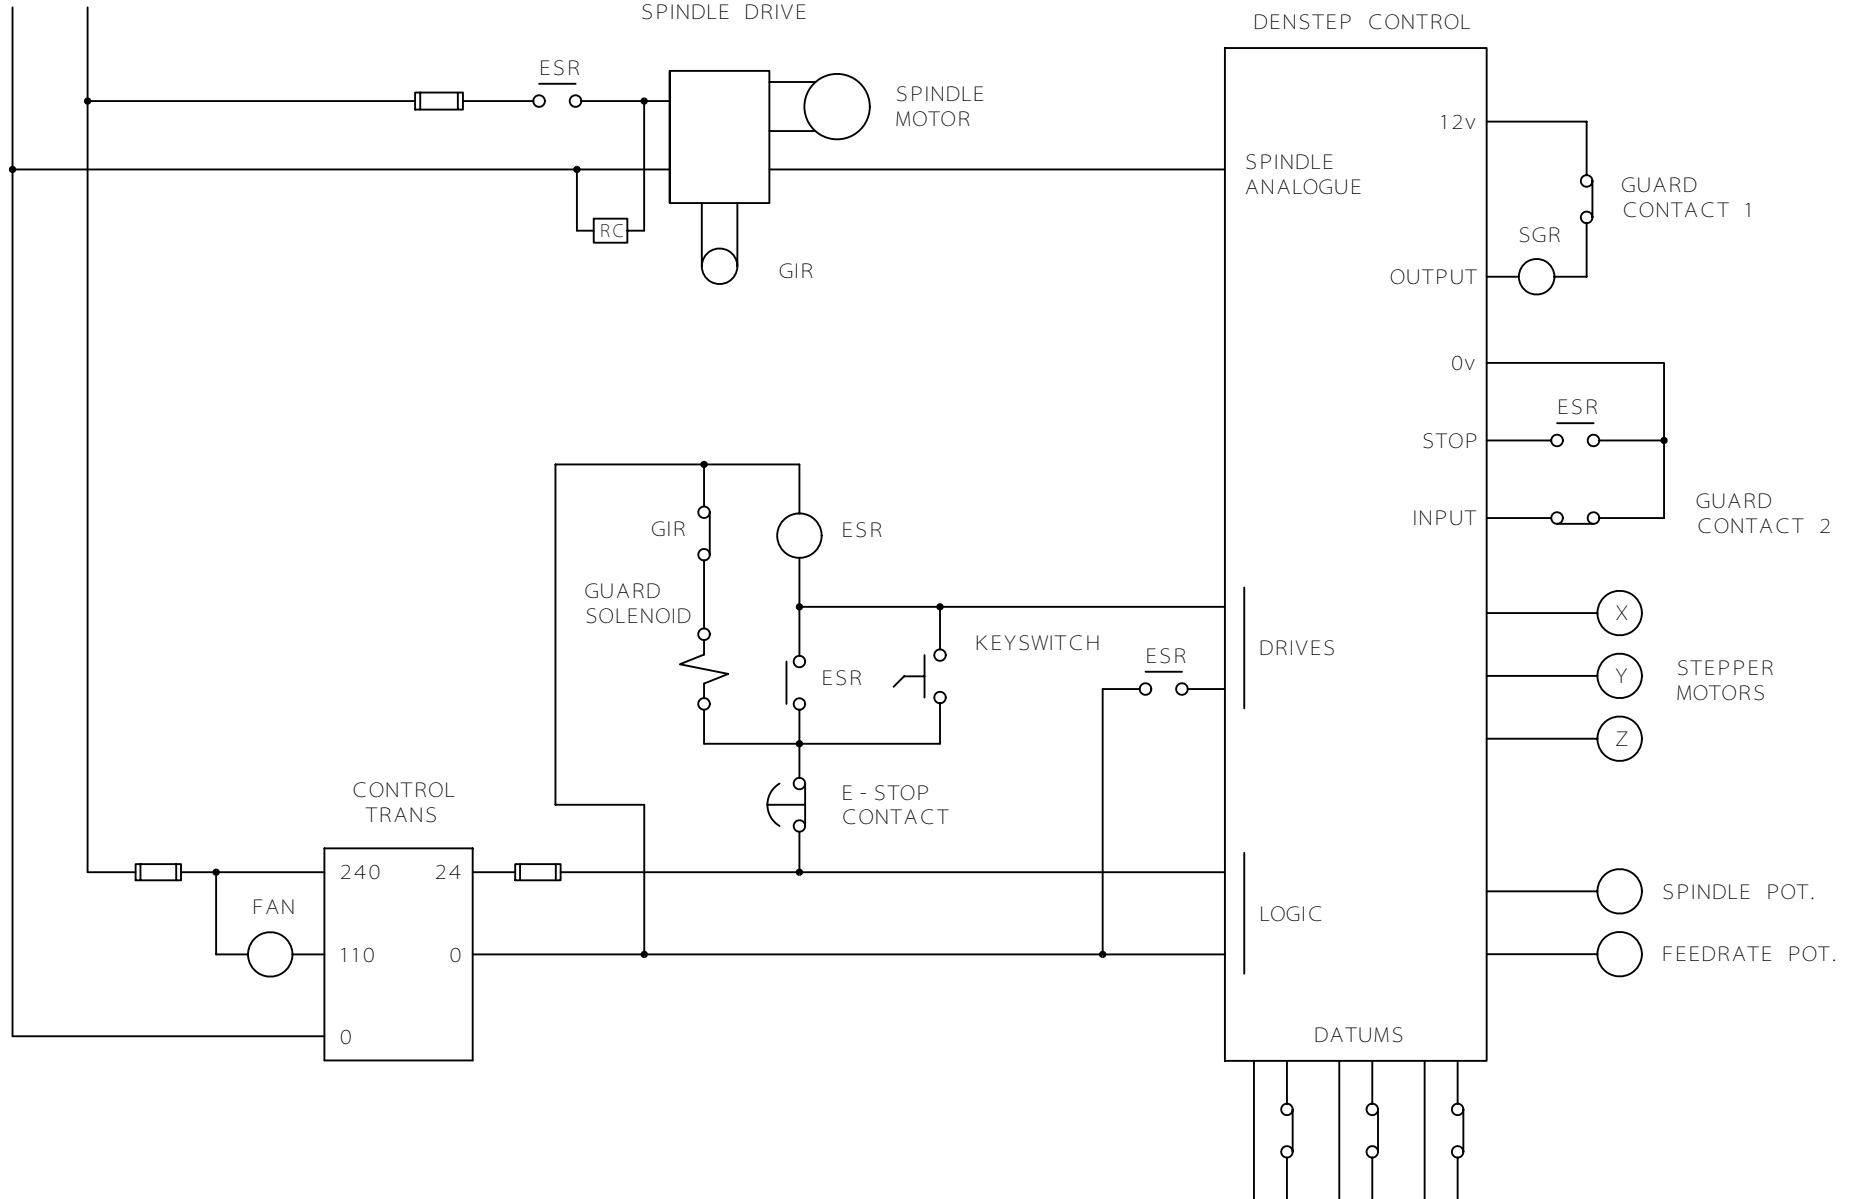 SPINDLE DRIVE
DENSTEP CONTROL
ESR
SPINDLE
MOTOR
12v
SPINDLE
ANALOGUE
GUARD
CONTACT 1
RC
SGR
GIR
OUTPUT
0v
ESR
STOP
GUARD
CONTACT 2
INPUT
GIR
ESR
GUARD
SOLENOID
X
KEYSWITCH
DRIVES
ESR
ESR
Y
STEPPER
MOTORS
Z
CONTROL
TRANS
E - STOP
CONTACT
240
24
SPINDLE POT.
FAN
LOGIC
110
0
FEEDRATE POT.
0
DATUMS